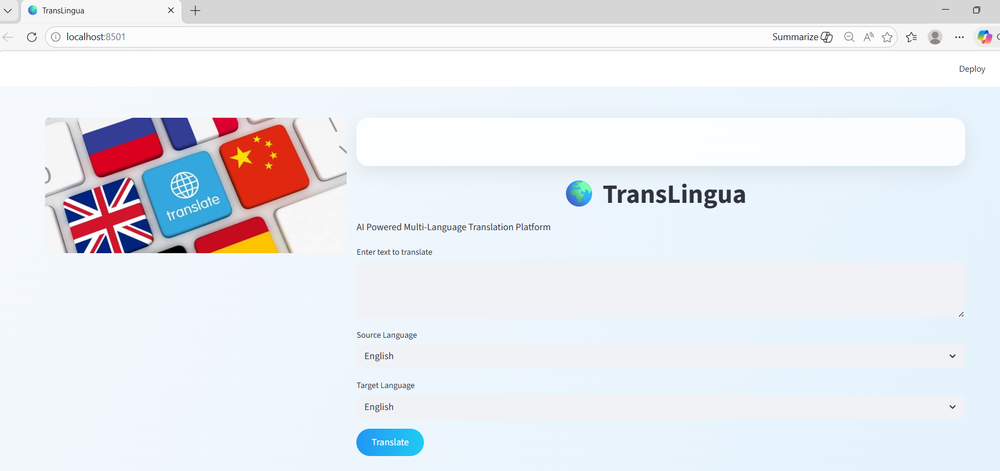 TransLingua
localhost:8501
Summarize
Deploy
translate
TransLingua
AI Powered Multi-Language Translation Platform
Enter text to translate
Source Language
English
Target Language
English
Translate